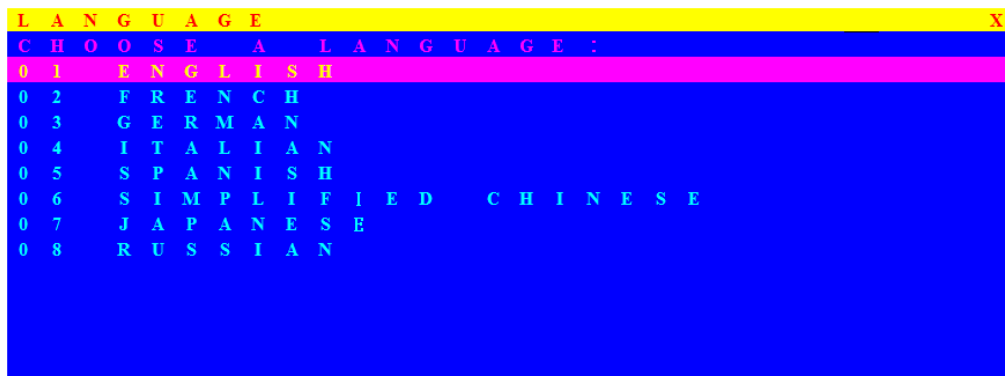 LANGUAGE X
CHOOSE A LANGUAGE:
01 ENGLISH
02 FRENCH
03 GERMAN
04 ITALIAN
05 SPANISH
06 SIMPLIFIED CHINESE
07 JAPANESE
08 RUSSIAN